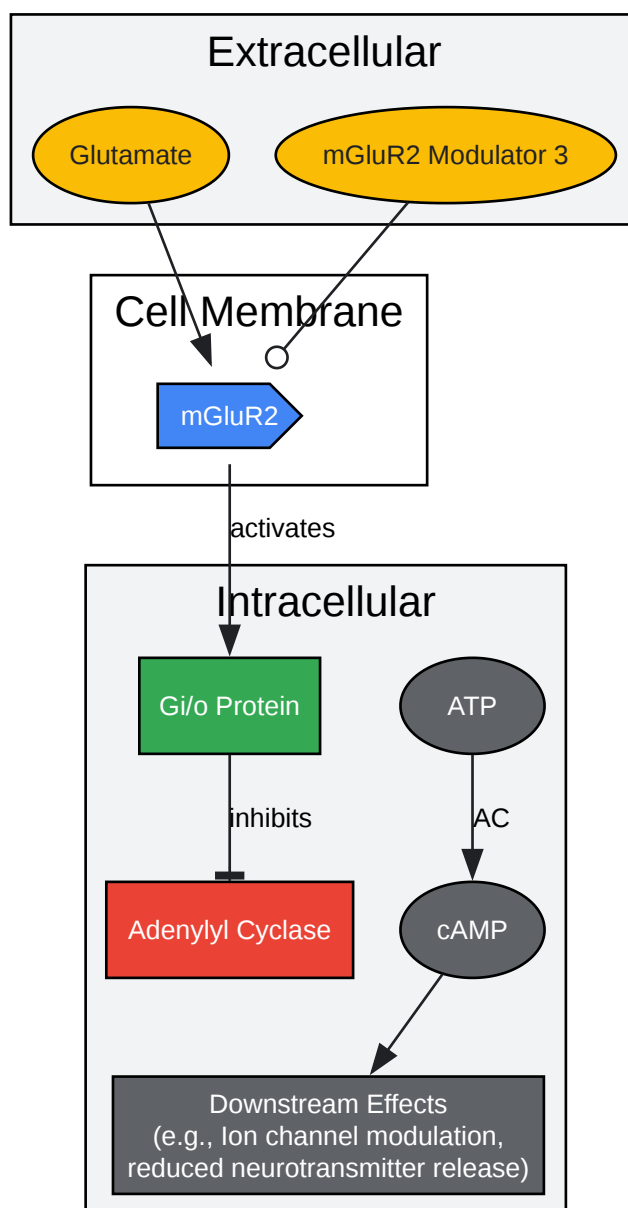 Extracellular
Glutamate
mGluR2 Modulator 3
Cell Membrane
mGluR2
activates
Intracellular
Gi/o Protein
ATP
inhibits
AC
Adenylyl Cyclase
cAMP
Downstream Effects
(e.g., Ion channel modulation,
reduced neurotransmitter release)